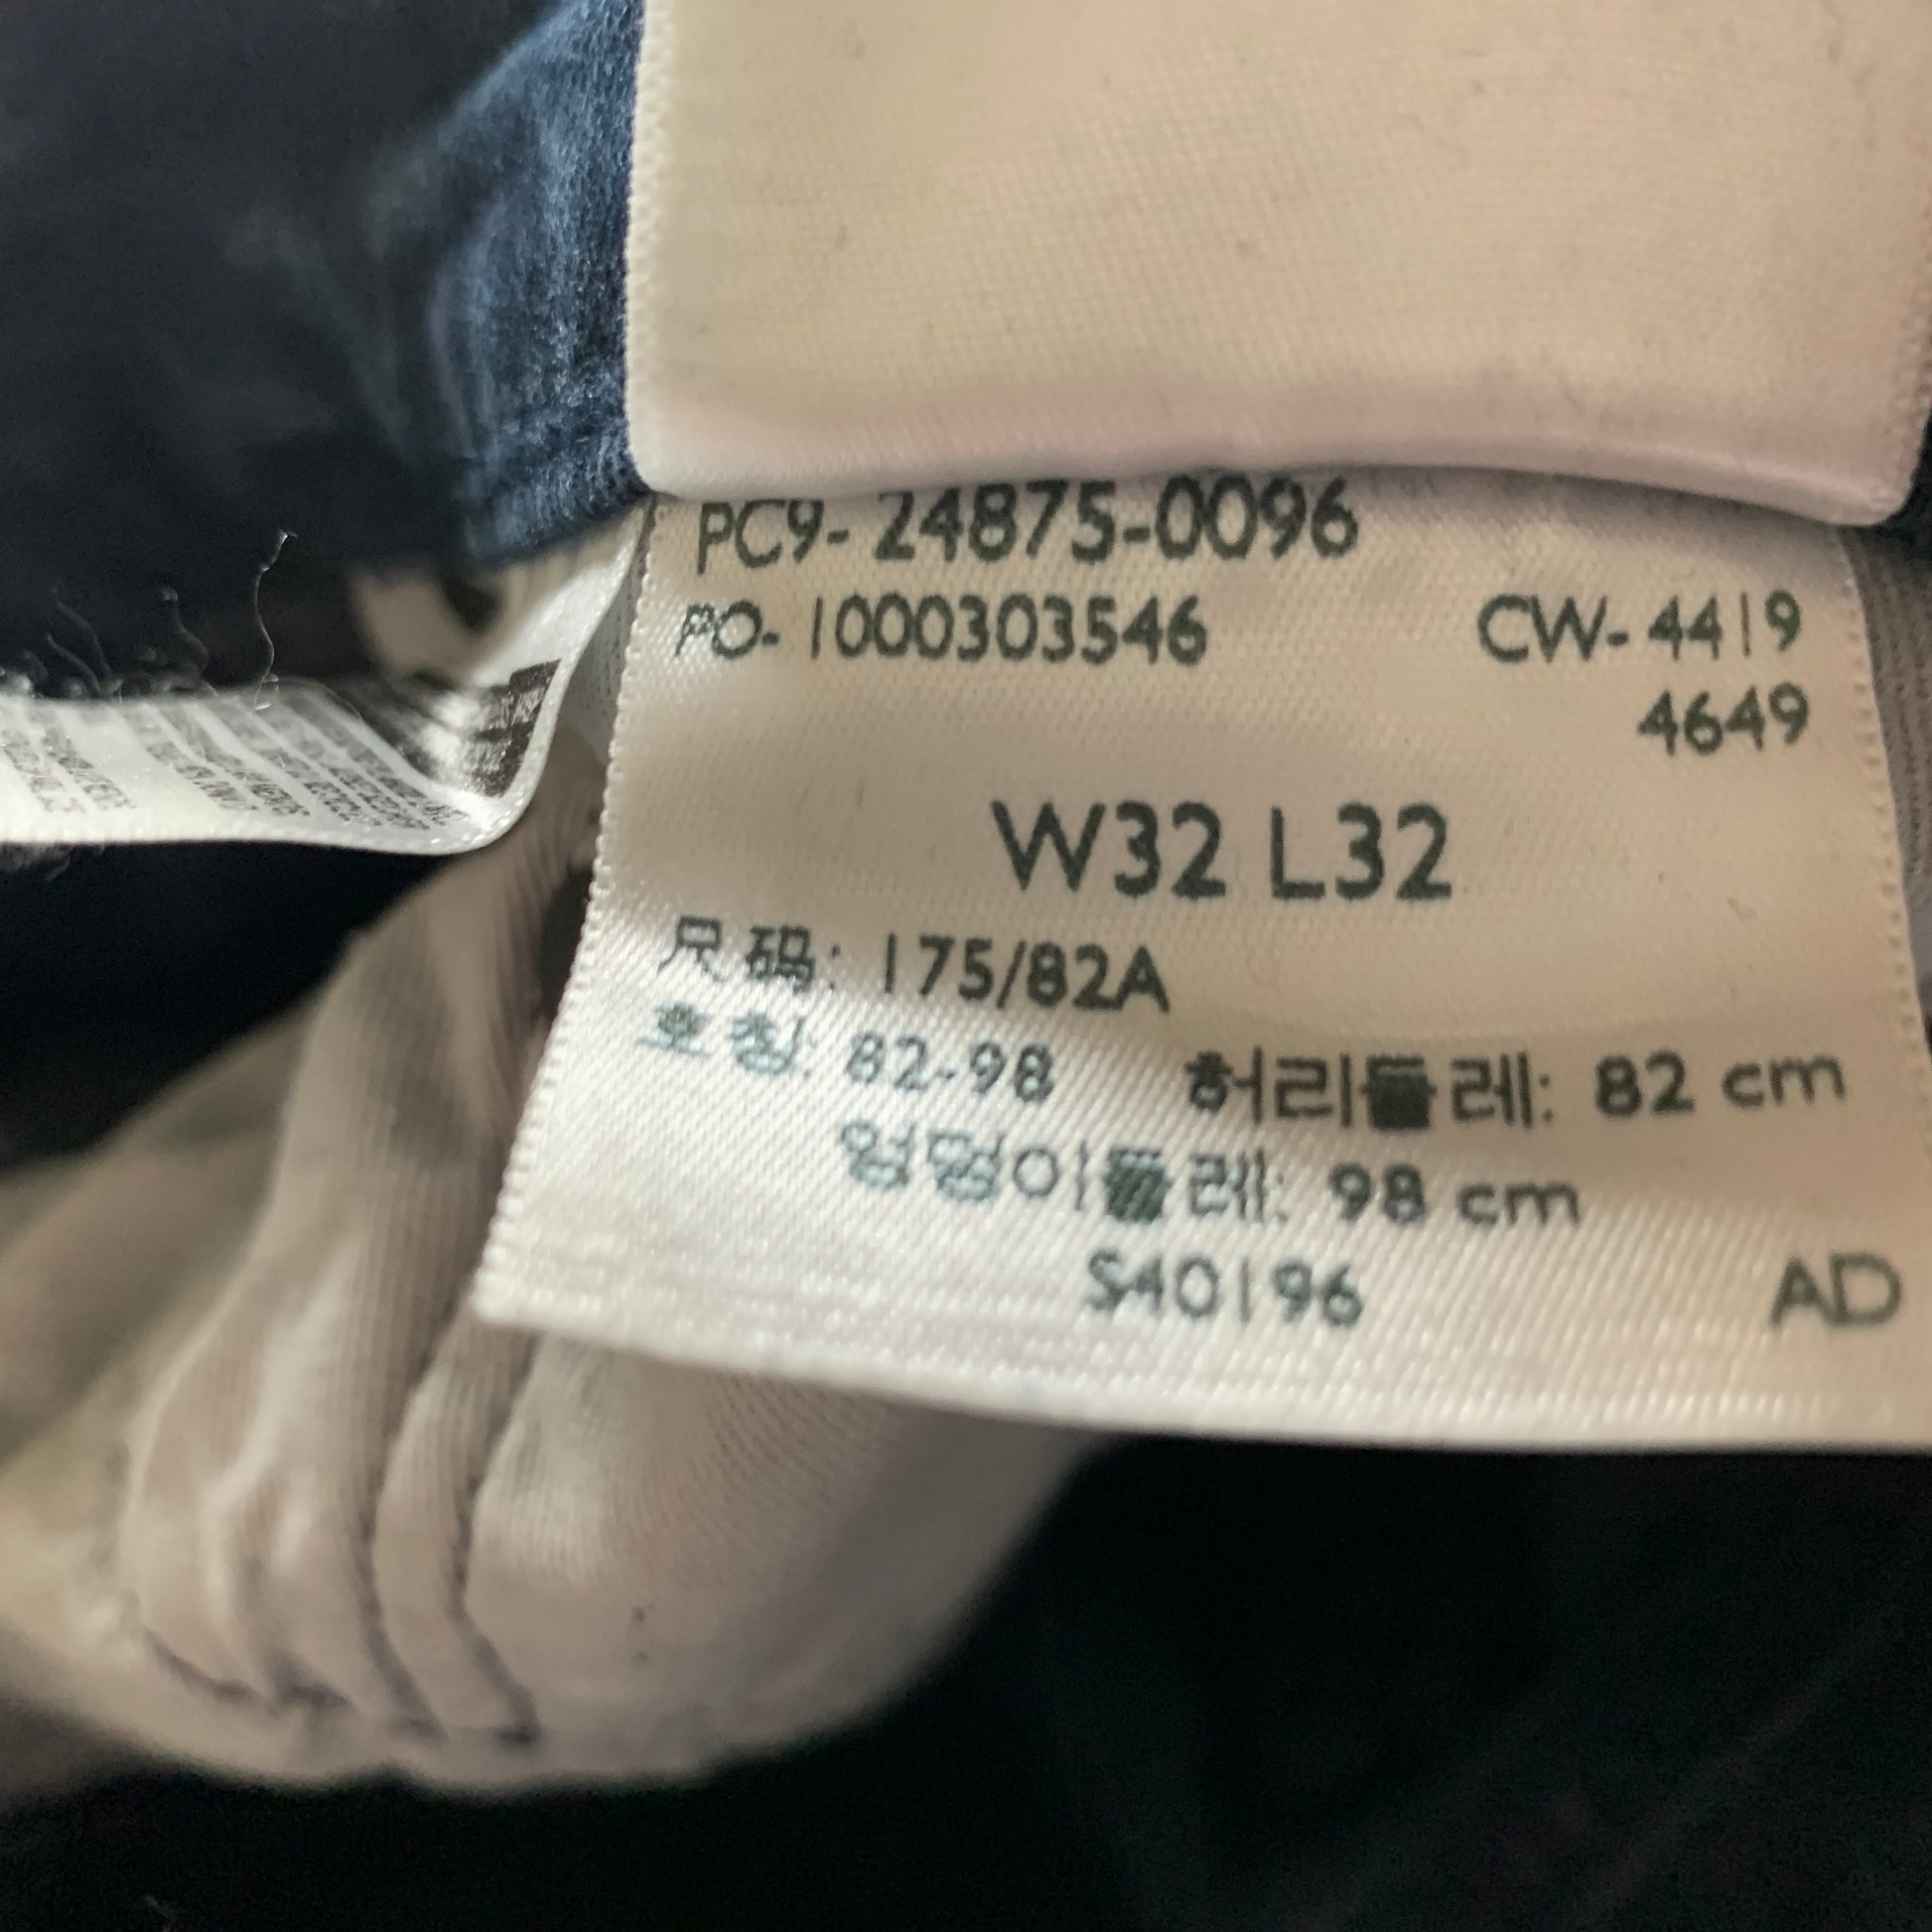 PC9-24875-0096
PO-1000303546 CW-4419
4649
W32 L32
尺码: 175/82A
호칭: 82-98 허리둘레: 82 cm
엉덩이둘레: 98 cm
S40196 AD